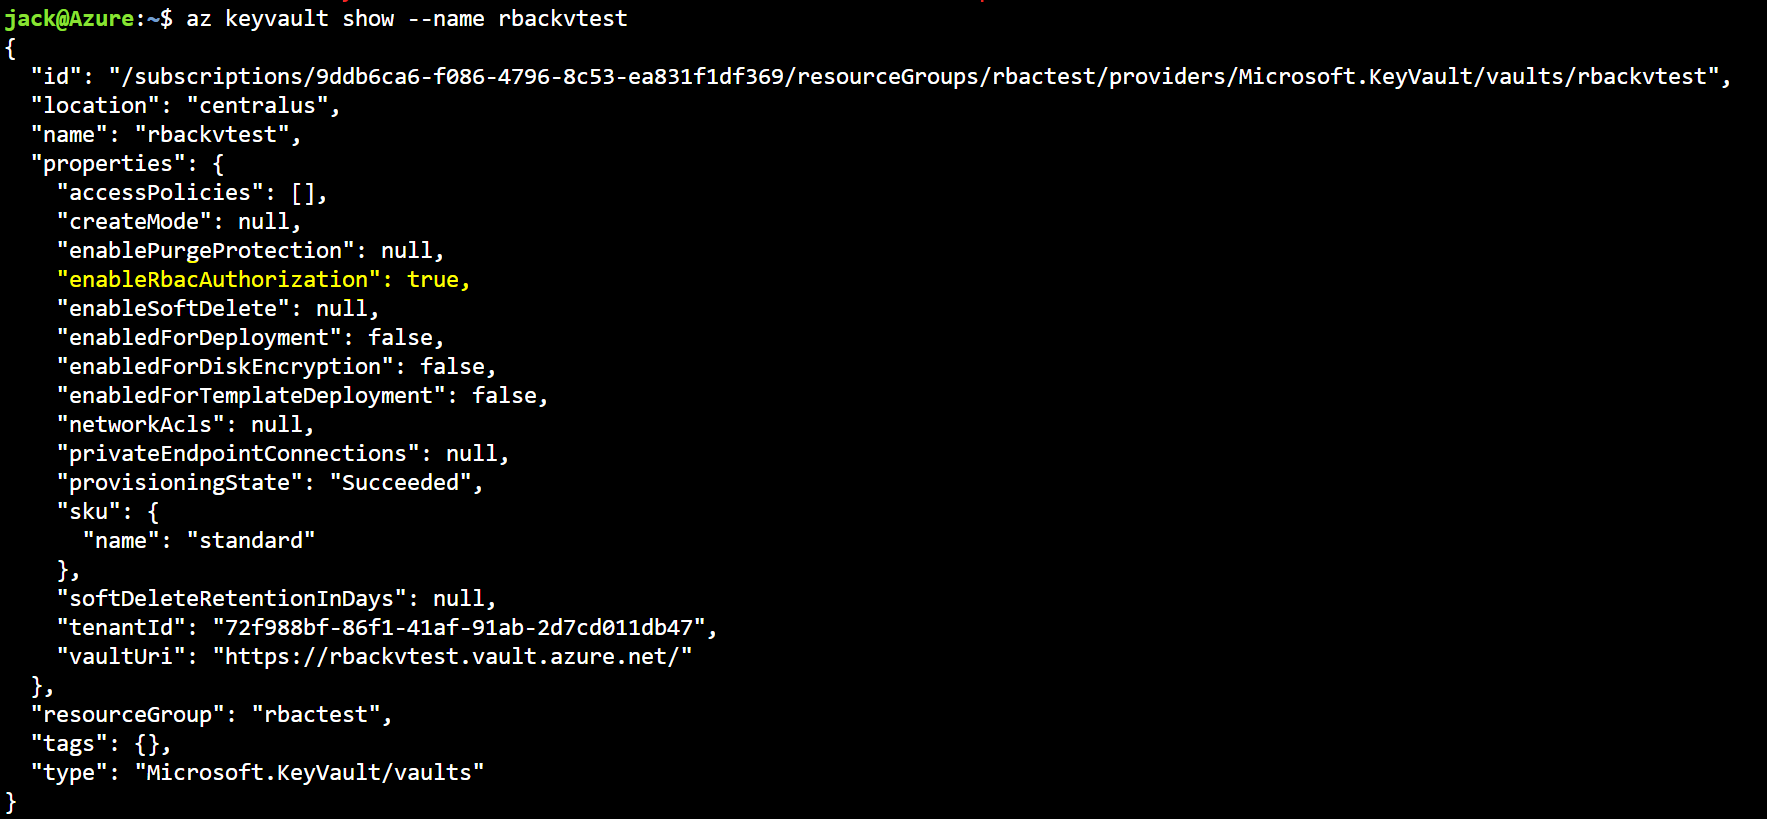 jack@Azure:~$ az keyvault show --name rbackvtest
{
  "id": "/subscriptions/9ddb6ca6-f086-4796-8c53-ea831f1df369/resourceGroups/rbactest/providers/Microsoft.KeyVault/vaults/rbackvtest",
  "location": "centralus",
  "name": "rbackvtest",
  "properties": {
    "accessPolicies": [],
    "createMode": null,
    "enablePurgeProtection": null,
    "enableRbacAuthorization": true,
    "enableSoftDelete": null,
    "enabledForDeployment": false,
    "enabledForDiskEncryption": false,
    "enabledForTemplateDeployment": false,
    "networkAcls": null,
    "privateEndpointConnections": null,
    "provisioningState": "Succeeded",
    "sku": {
      "name": "standard"
    },
    "softDeleteRetentionInDays": null,
    "tenantId": "72f988bf-86f1-41af-91ab-2d7cd011db47",
    "vaultUri": "https://rbackvtest.vault.azure.net/"
  },
  "resourceGroup": "rbactest",
  "tags": {},
  "type": "Microsoft.KeyVault/vaults"
}